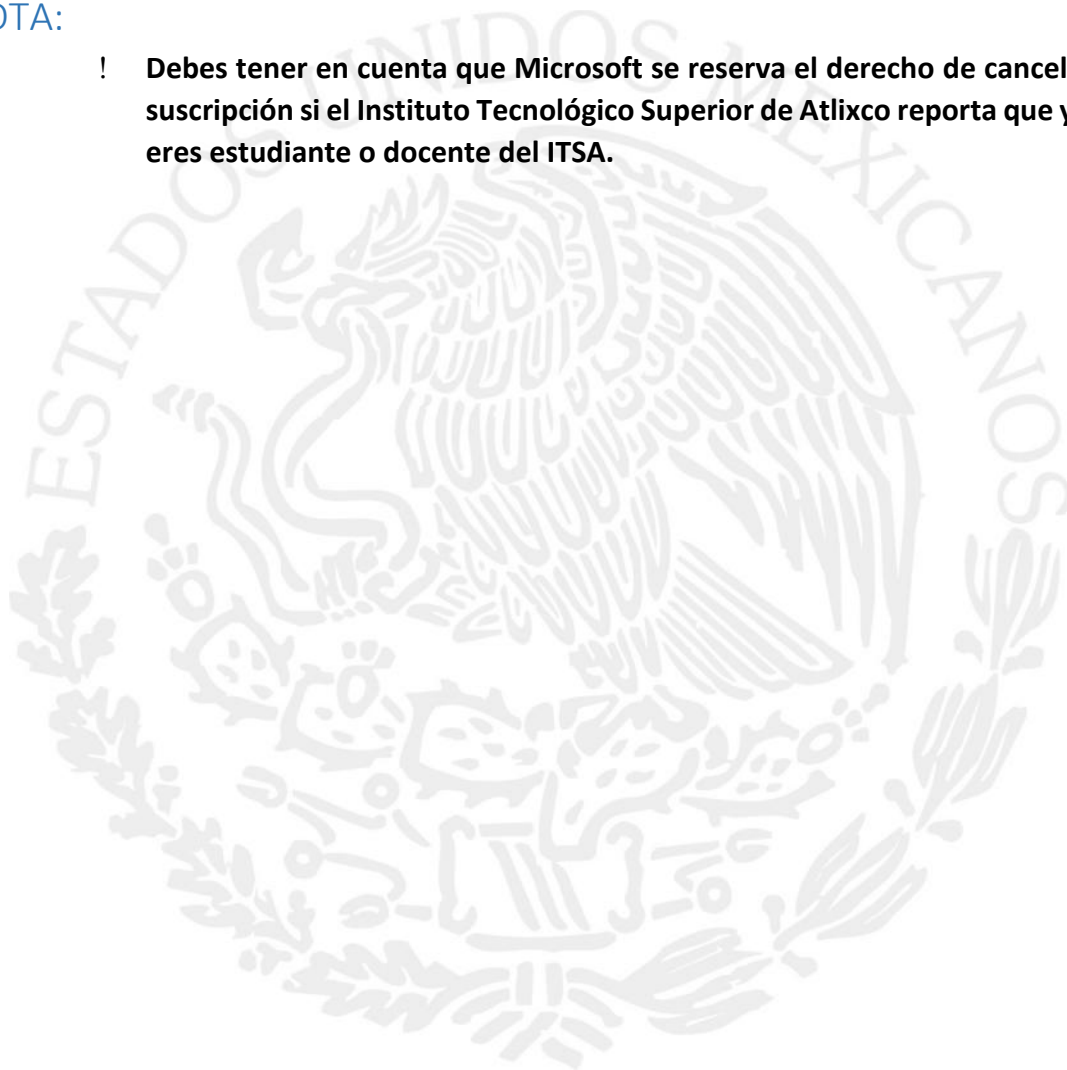 OTA:
! Debes tener en cuenta que Microsoft se reserva el derecho de cancel
suscripción si el Instituto Tecnológico Superior de Atlixco reporta que y
eres estudiante o docente del ITSA.
ESTADOS UNIDOS MEXICANOS